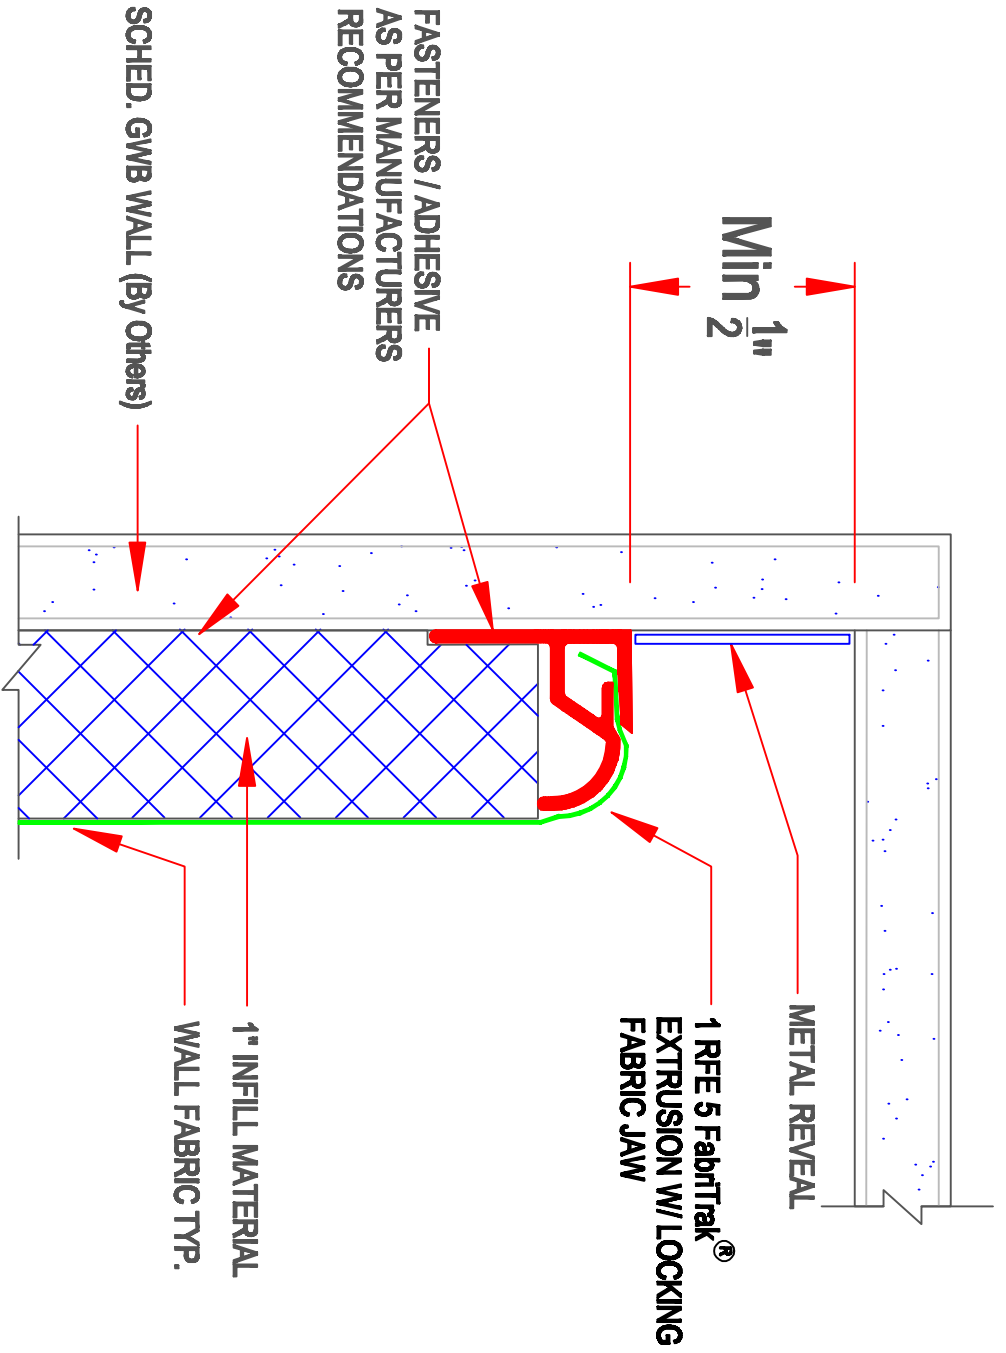 FASTENERS / ADHESIVE
AS PER MANUFACTURERS
RECOMMENDATIONS
SCHED. GWB WALL (By Others)
Min 1/2"
METAL REVEAL
1 RFE 5 FabriTrak®
EXTRUSION W/ LOCKING
FABRIC JAW
1" INFILL MATERIAL
WALL FABRIC TYP.